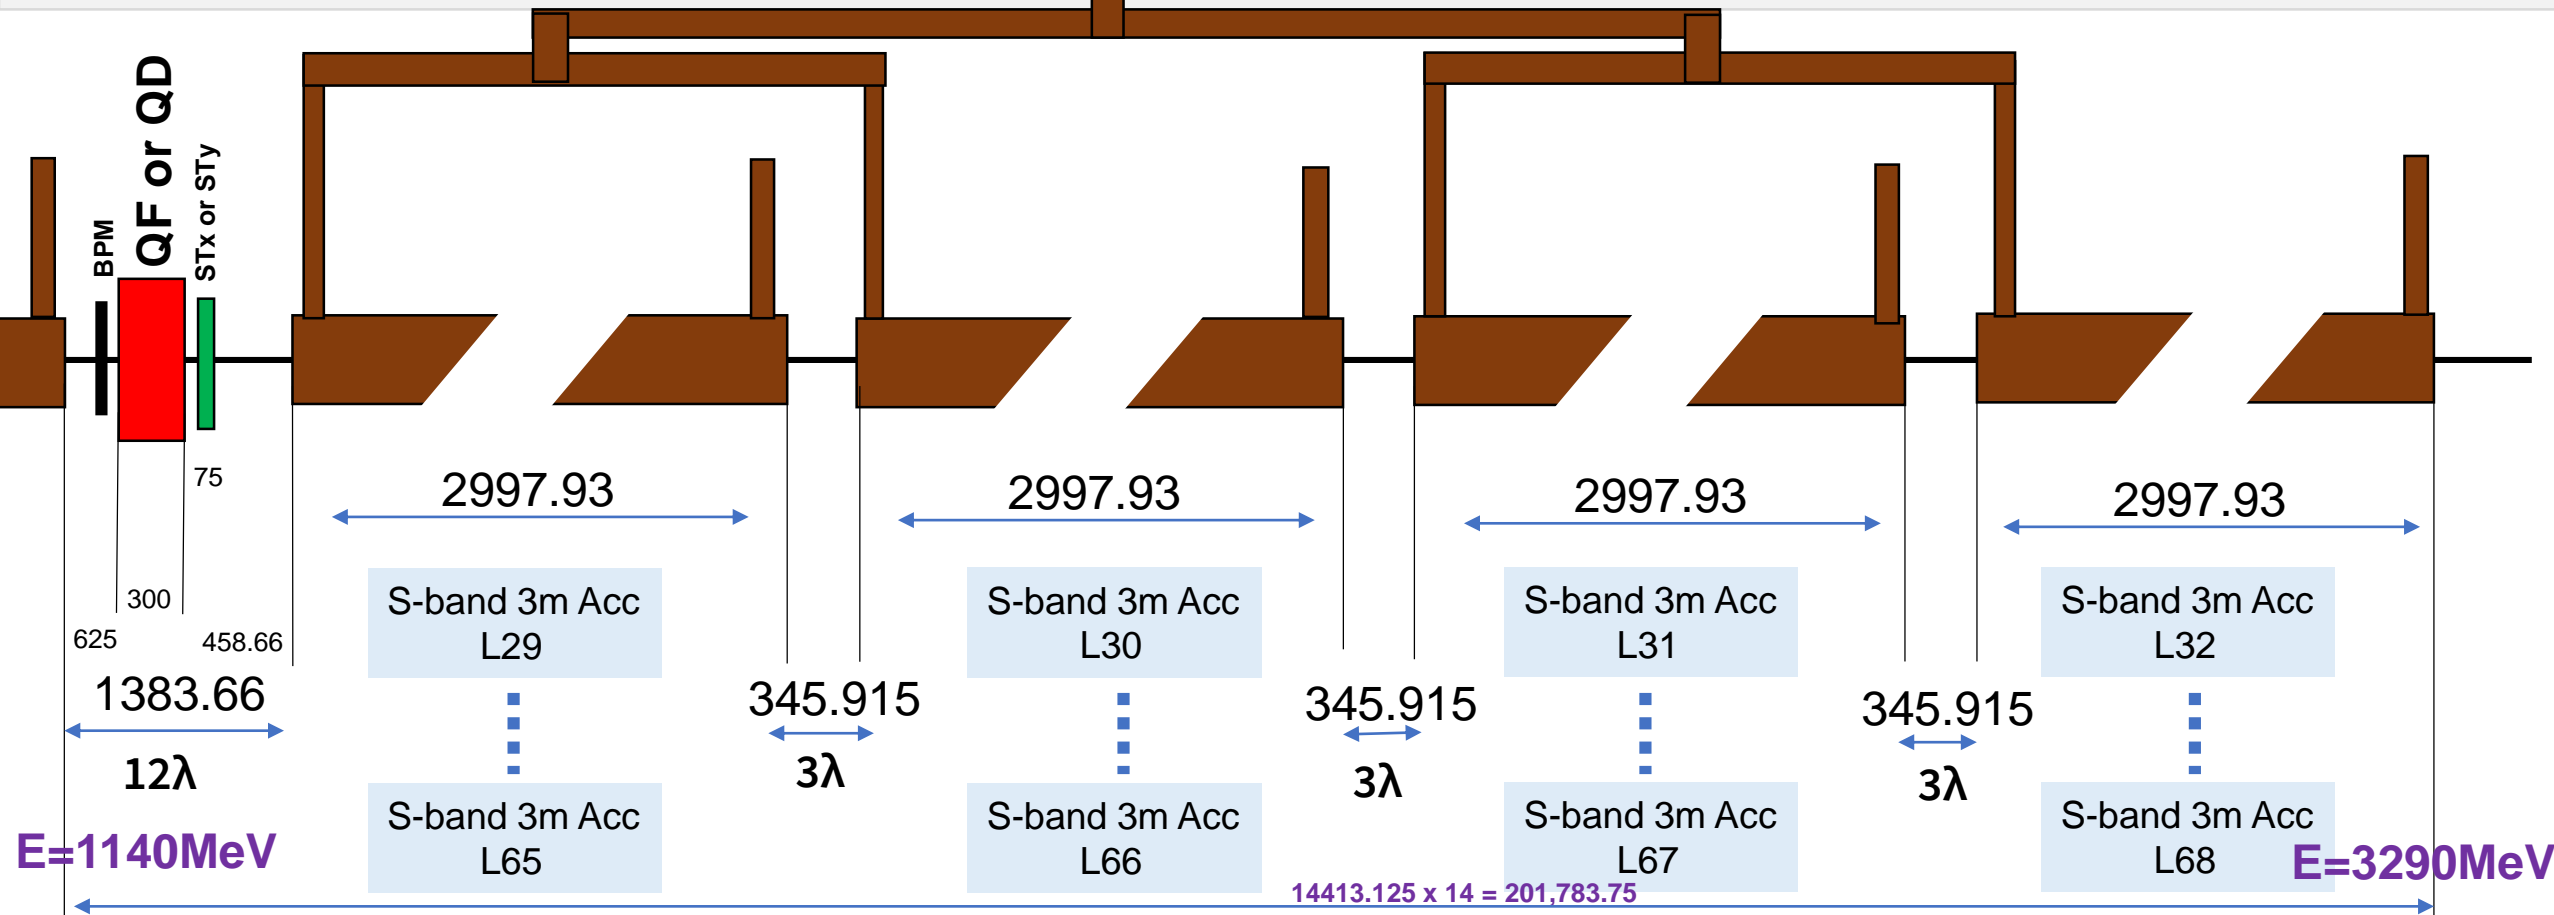 QF or QD
STx or STy
BPM
75
2997.93
2997.93
2997.93
2997.93
300
625
458.66
1383.66
12λ
345.915
3λ
345.915
3λ
345.915
3λ
S-band 3m Acc
L29
S-band 3m Acc
L30
S-band 3m Acc
L31
S-band 3m Acc
L32
S-band 3m Acc
L65
S-band 3m Acc
L66
S-band 3m Acc
L67
S-band 3m Acc
L68
E=1140MeV
E=3290MeV
14413.125 x 14 = 201,783.75